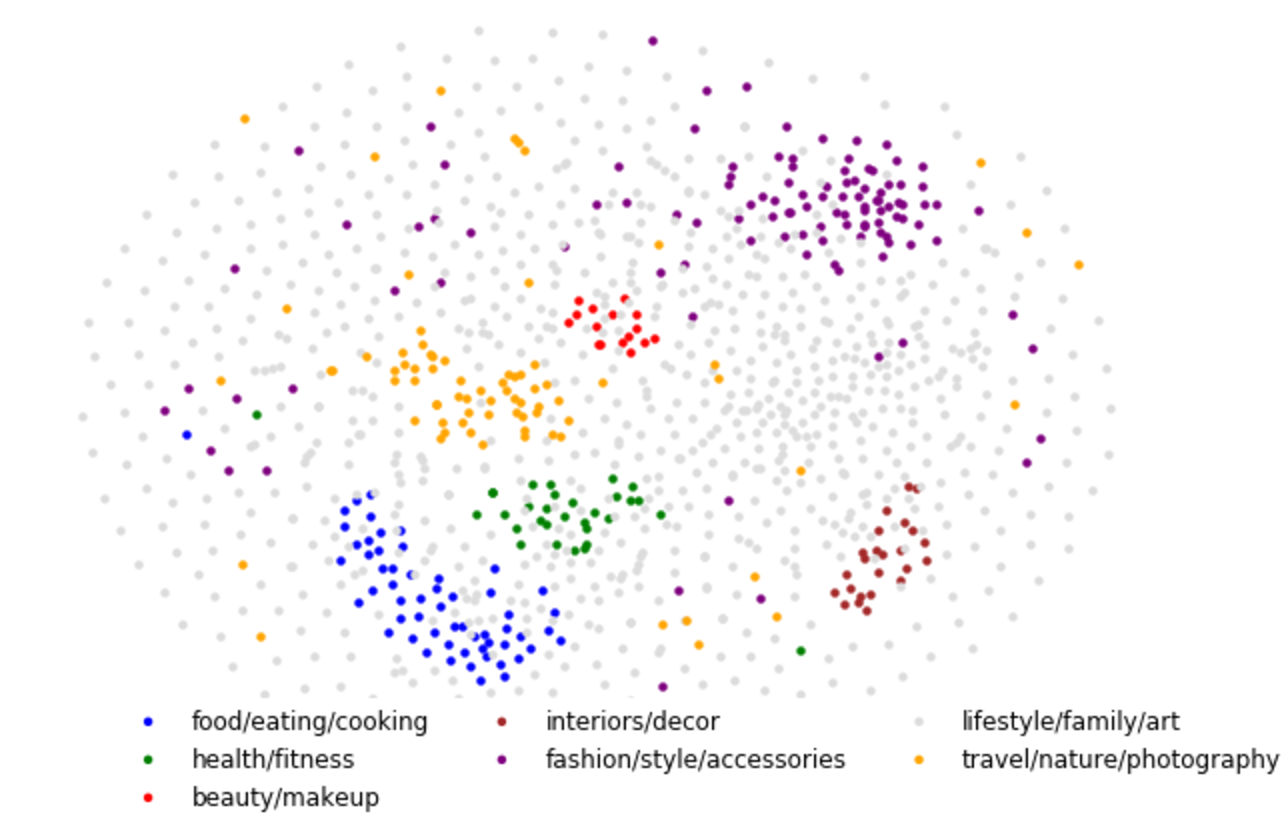 food/eating/cooking
interiors/decor
lifestyle/family/art
health/fitness
fashion/style/accessories
travel/nature/photography
beauty/makeup